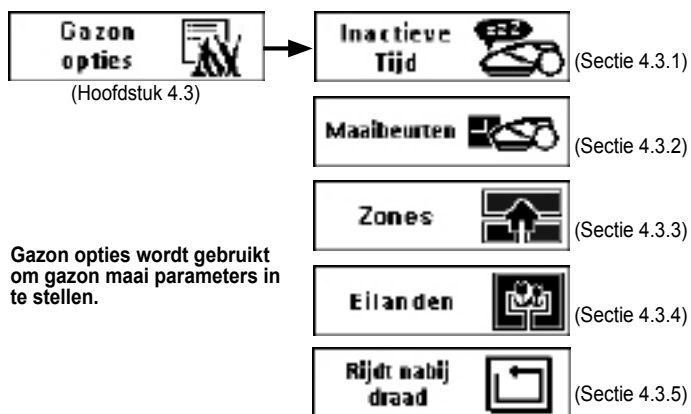 Gazon
opties
(Hoofdstuk 4.3)
Inactieve
Tijd
(Sectie 4.3.1)
Maaibeurten
(Sectie 4.3.2)
Zones
(Sectie 4.3.3)
Gazon opties wordt gebruikt
om gazon maai parameters in
te stellen.
Eilanden
(Sectie 4.3.4)
Rijdt nabij
draad
(Sectie 4.3.5)